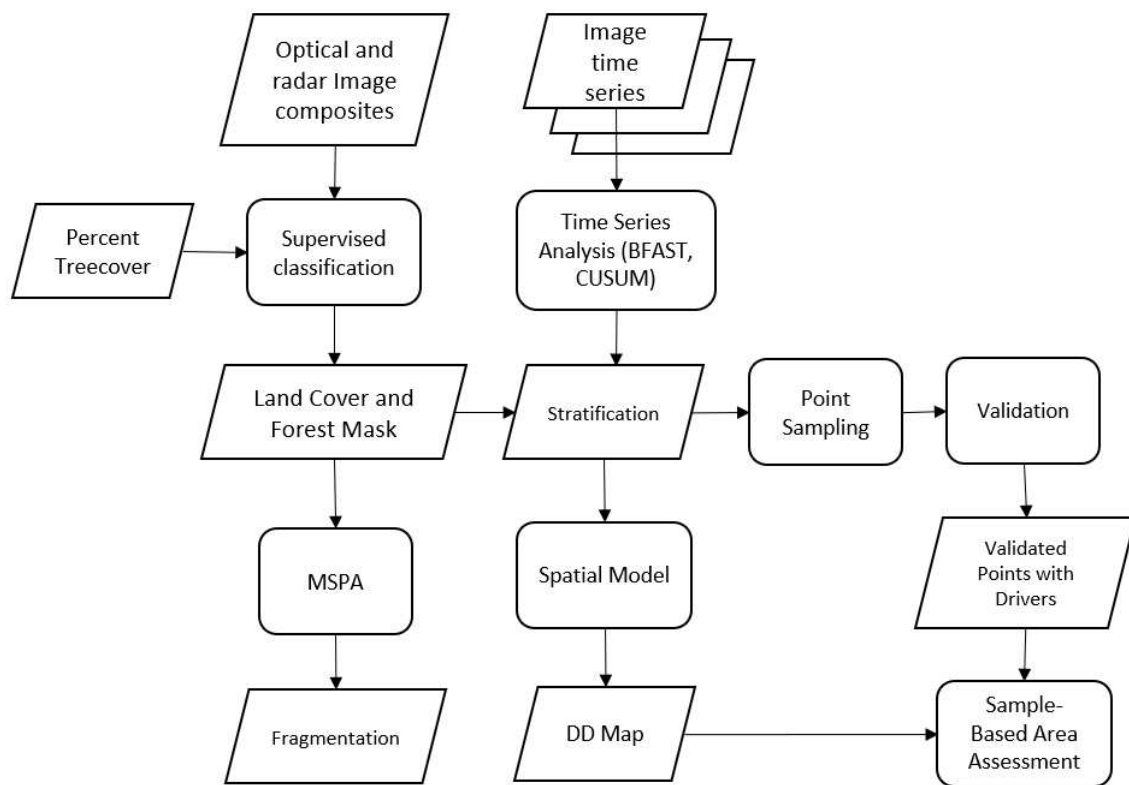 Optical and
radar Image
composites
Image
time
series
Percent
Treecover
Supervised
classification
Time Series
Analysis (BFAST,
CUSUM)
Land Cover and
Forest Mask
Stratification
Point
Sampling
Validation
MSPA
Spatial Model
Validated
Points with
Drivers
Fragmentation
DD Map
Sample-
Based Area
Assessment